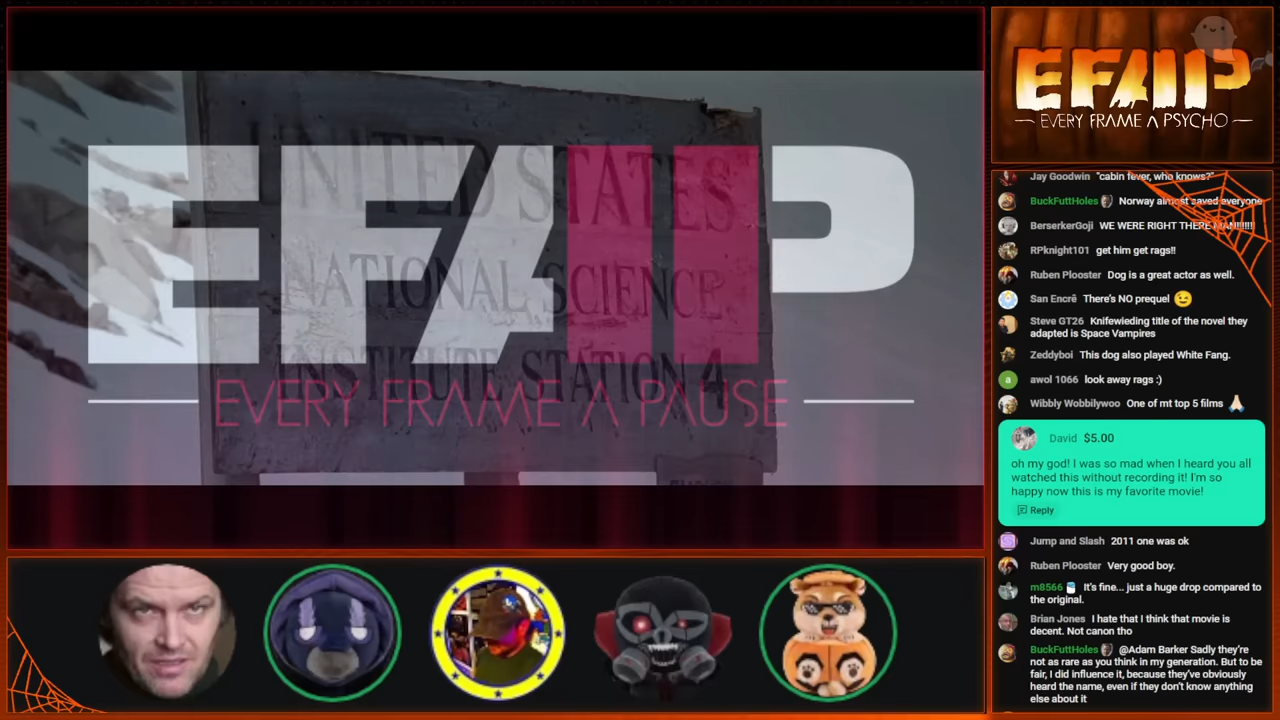 UNITED STATES
NATIONAL SCIENCE
INSTITUTE STATION 4
EFAP
EVERY FRAME A PAUSE
EFAP
EVERY FRAME A PSYCHO
Jay Goodwin "cabin fever, who knows?"
BuckFuttHoles Norway almost saved everyone
BerserkerGoji WE WERE RIGHT THERE MAN!!!!!!!
RPknight101 get him get rags!!
Ruben Plooster Dog is a great actor as well.
San Encrē There's NO prequel 😉
Steve GT26 Knifewieding title of the novel they
adapted is Space Vampires
Zeddyboi This dog also played White Fang.
a awol 1066 look away rags :)
Wibbly Wobbilywoo One of mt top 5 films 🙏🏻
David $5.00
oh my god! I was so mad when I heard you all
watched this without recording it! I'm so
happy now this is my favorite movie!
Reply
Jump and Slash 2011 one was ok
Ruben Plooster Very good boy.
m8566 It's fine... just a huge drop compared to
the original.
Brian Jones I hate that I think that movie is
decent. Not canon tho
BuckFuttHoles @Adam Barker Sadly they're
not as rare as you think in my generation. But to be
fair, I did influence it, because they've obviously
heard the name, even if they don't know anything
else about it